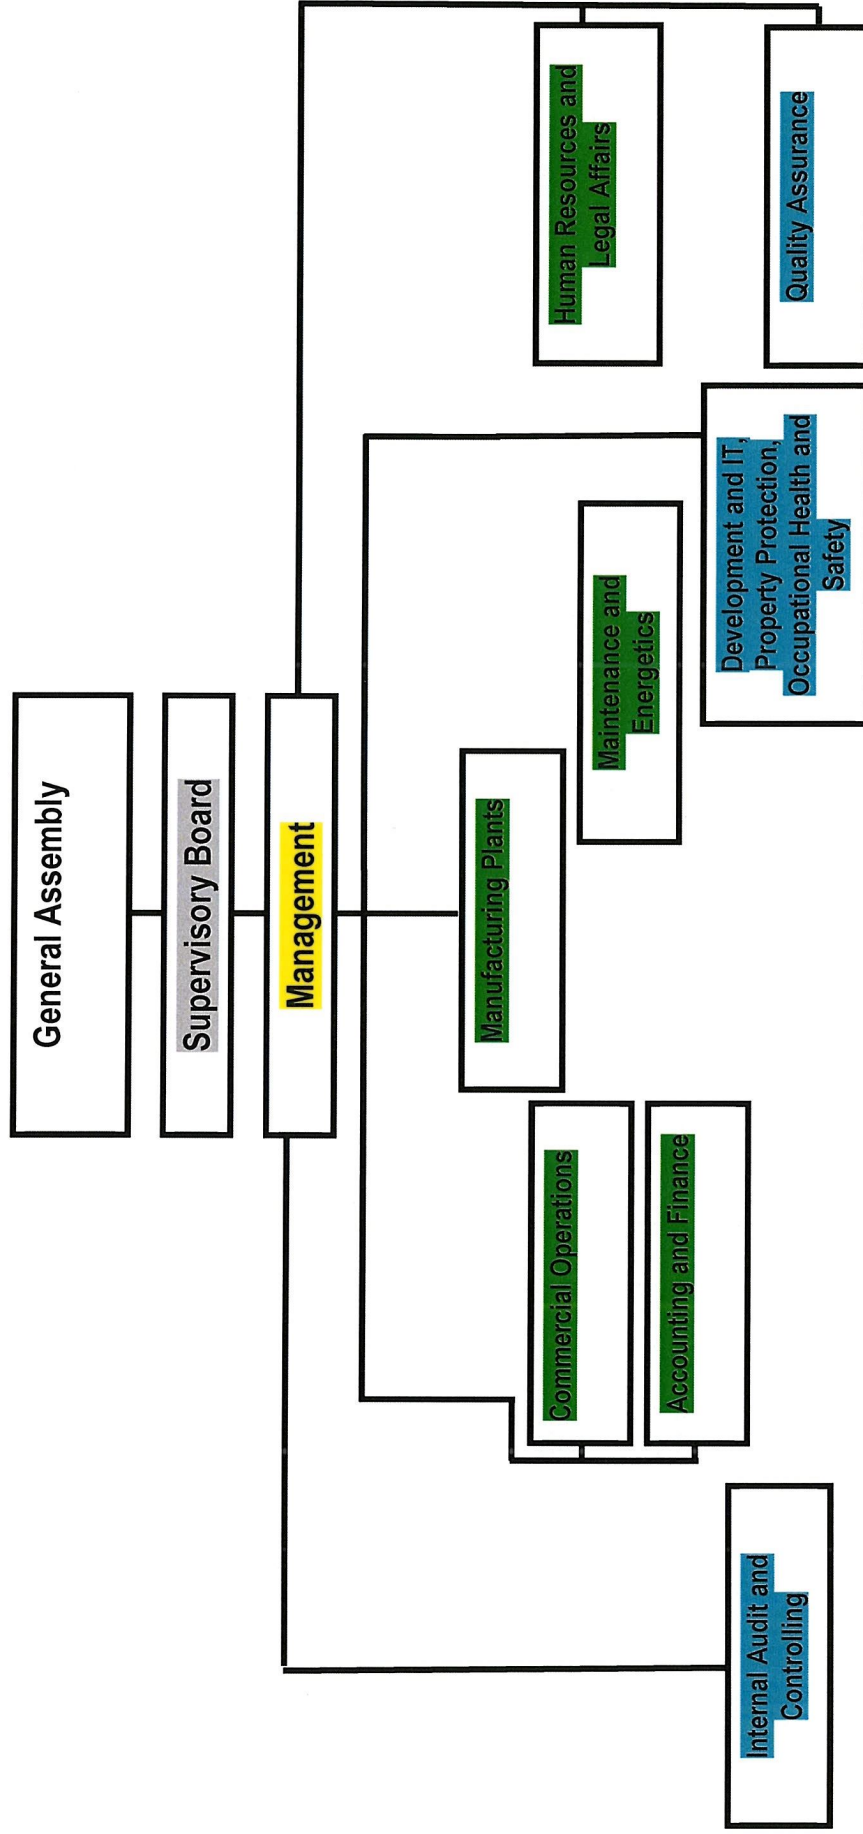 General Assembly
Supervisory Board
Management
Manufacturing Plants
Commercial Operations
Accounting and Finance
Internal Audit and
Controlling
Maintenance and
Energetics
Development and IT,
Property Protection,
Occupational Health and
Safety
Human Resources and
Legal Affairs
Quality Assurance